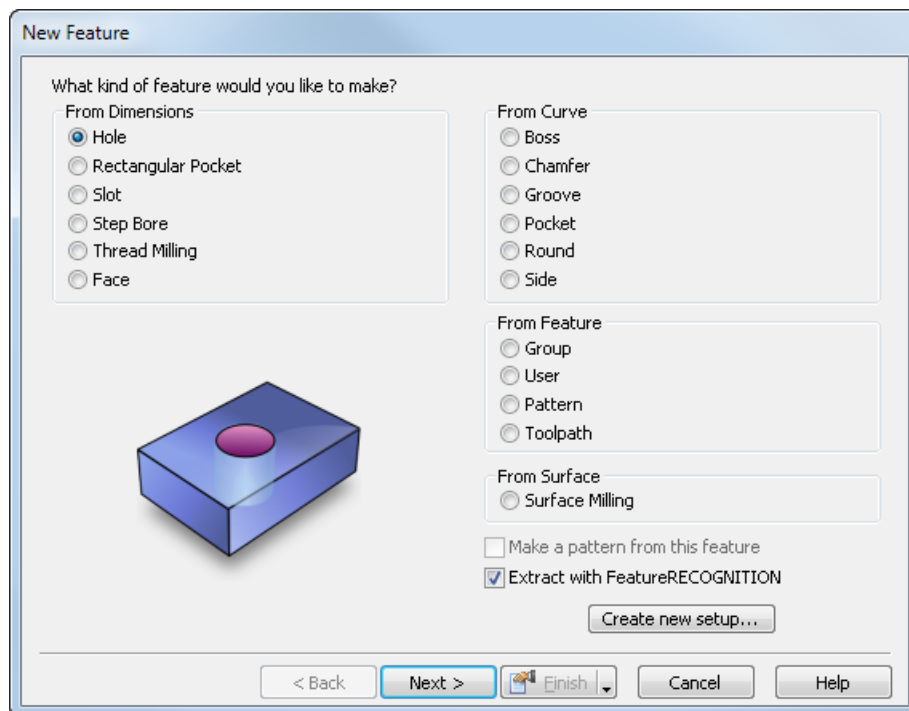 New Feature
What kind of feature would you like to make?
From Dimensions
Hole
Rectangular Pocket
Slot
Step Bore
Thread Milling
Face
From Curve
Boss
Chamfer
Groove
Pocket
Round
Side
From Feature
Group
User
Pattern
Toolpath
From Surface
Surface Milling
Make a pattern from this feature
Extract with FeatureRECOGNITION
Create new setup...
< Back
Next >
Finish
Cancel
Help